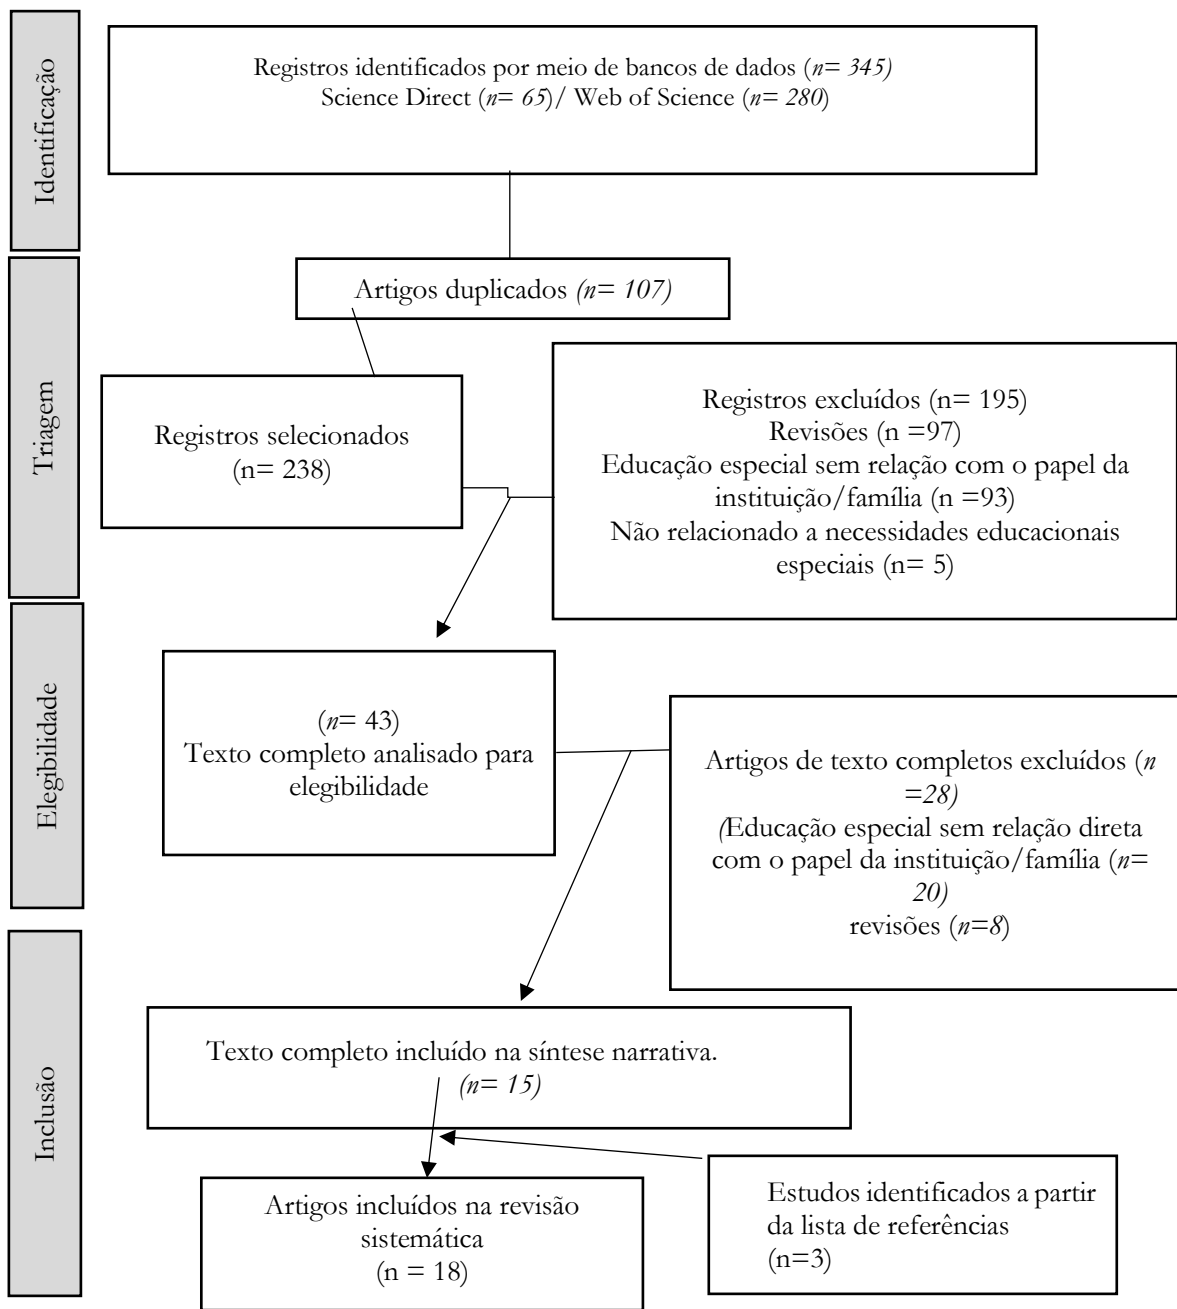 Identificação
Registros identificados por meio de bancos de dados (n= 345)
Science Direct (n= 65)/ Web of Science (n= 280)
Triagem
Artigos duplicados (n= 107)
Registros selecionados
(n= 238)
Registros excluídos (n= 195)
Revisões (n =97)
Educação especial sem relação com o papel da
instituição/família (n =93)
Não relacionado a necessidades educacionais
especiais (n= 5)
Elegibilidade
(n= 43)
Texto completo analisado para
elegibilidade
Artigos de texto completos excluídos (n
=28)
(Educação especial sem relação direta
com o papel da instituição/família (n=
20)
revisões (n=8)
Inclusão
Texto completo incluído na síntese narrativa.
(n= 15)
Artigos incluídos na revisão
sistemática
(n = 18)
Estudos identificados a partir
da lista de referências
(n=3)